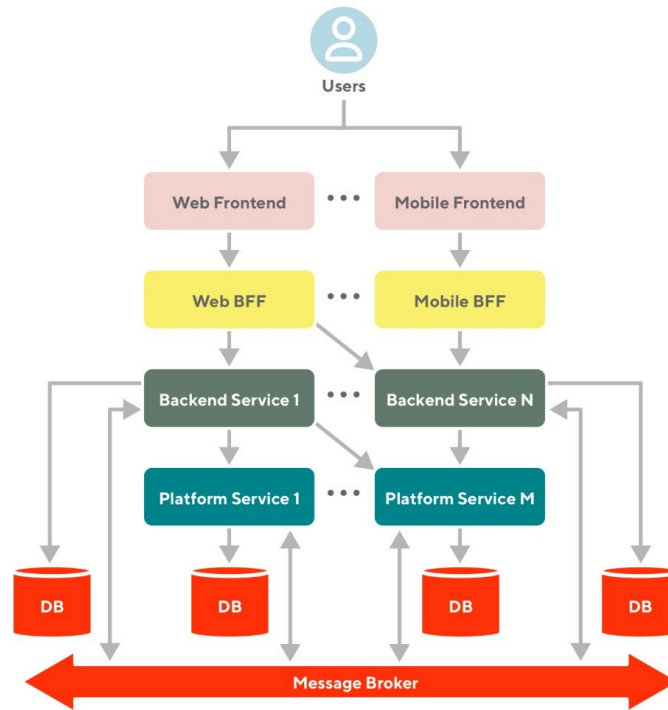 Users
Web Frontend
Mobile Frontend
Web BFF
Mobile BFF
Backend Service 1
Backend Service N
Platform Service 1
Platform Service M
DB
DB
DB
DB
Message Broker